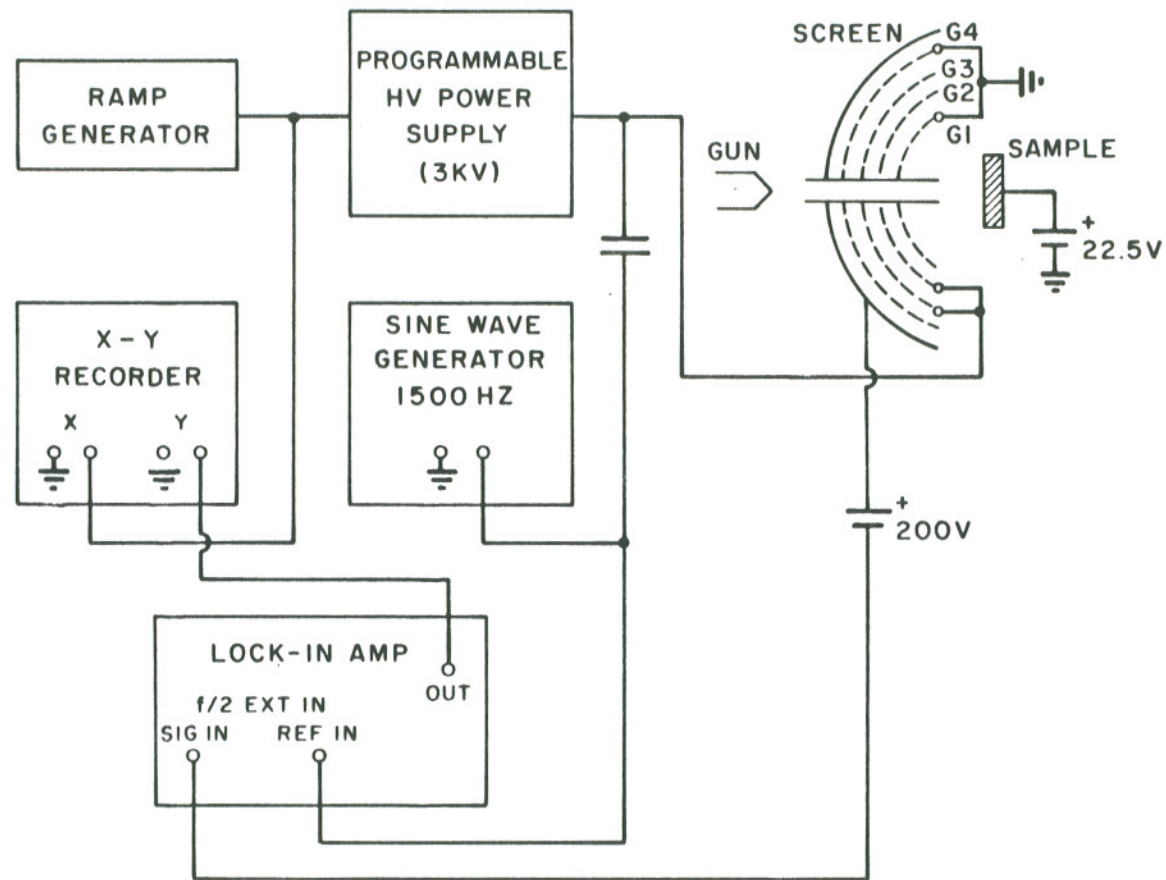 RAMP
GENERATOR
PROGRAMMABLE
HV POWER
SUPPLY
(3KV)
SCREEN
G4
G3
G2
G1
GUN
SAMPLE
+
22.5V
X-Y
RECORDER
X
Y
SINE WAVE
GENERATOR
1500 HZ
+
200V
LOCK-IN AMP
OUT
f/2 EXT IN
SIG IN
REF IN